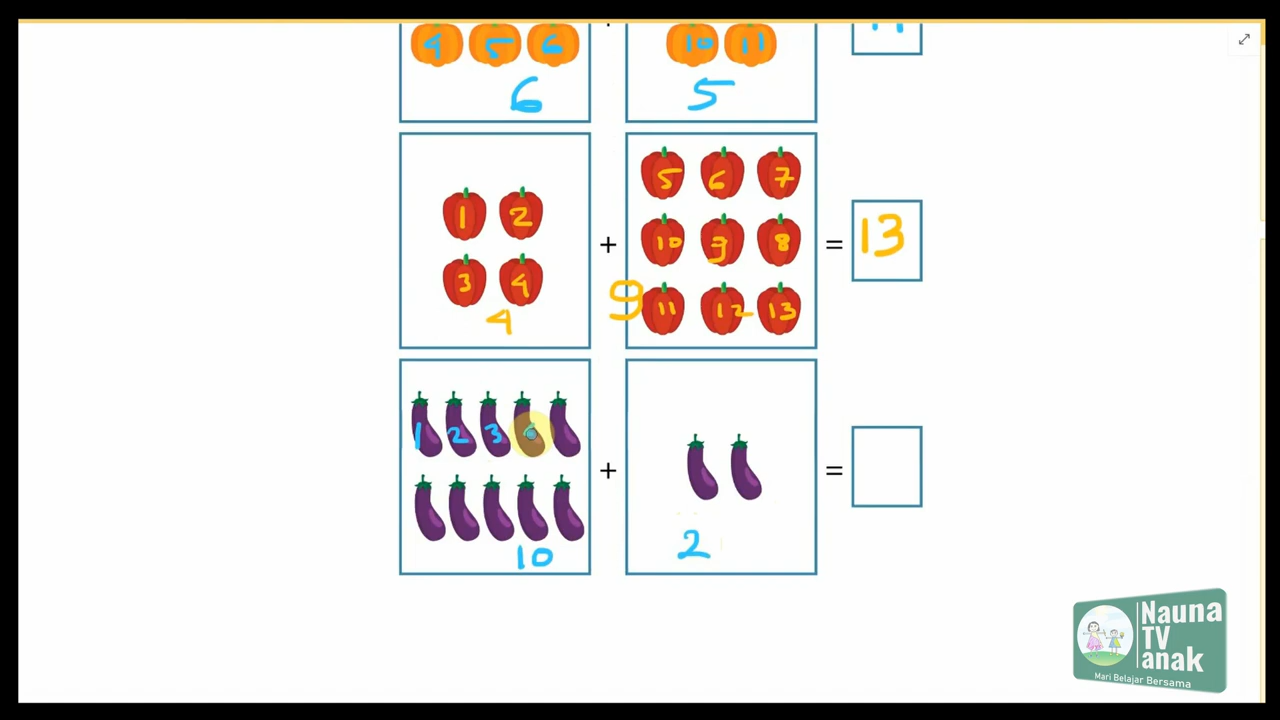 4 5 6
10 11
6
5
1 2
3 4
4
+
5 6 7
10 9 8
11 12 13
9
=
13
1 2 3
10
+
2
=
Nauna
TV
anak
Mari Belajar Bersama